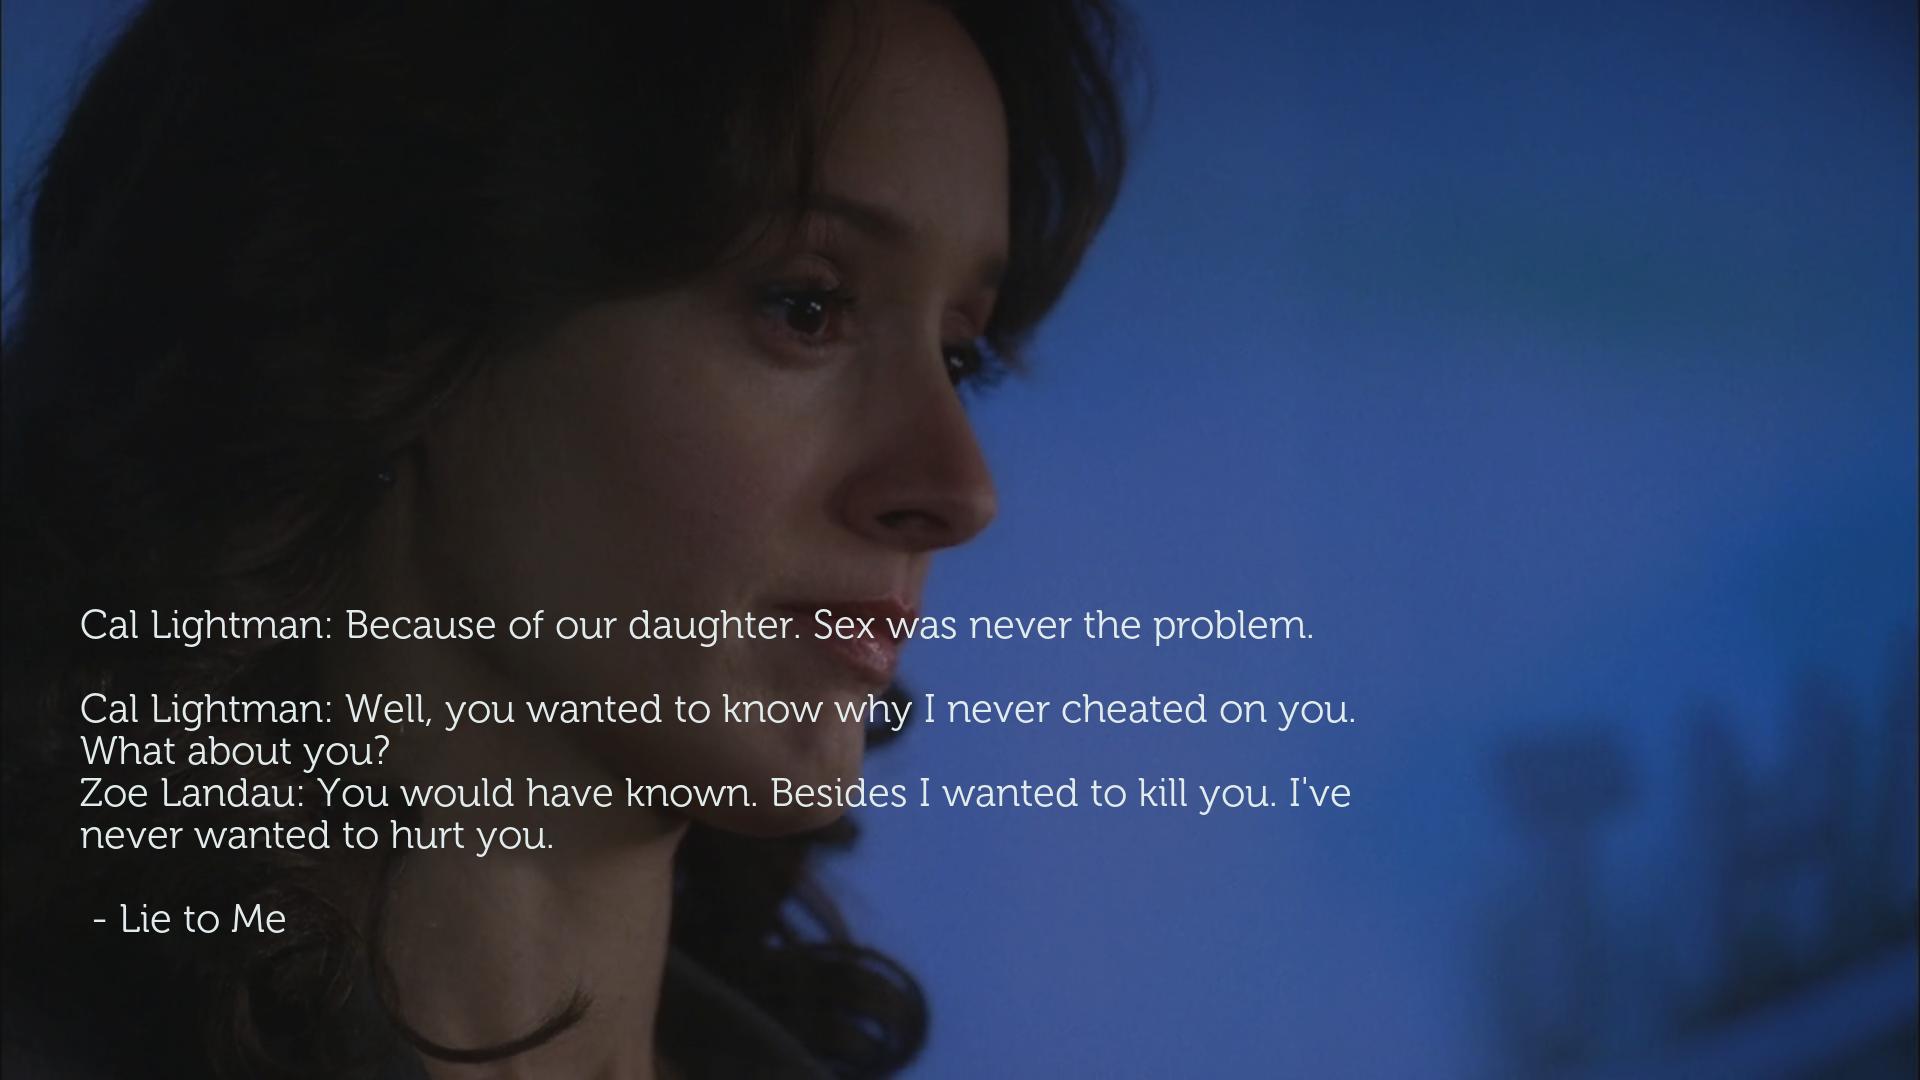 Cal Lightman: Because of our daughter. Sex was never the problem.
Cal Lightman: Well, you wanted to know why I never cheated on you.
What about you?
Zoe Landau: You would have known. Besides I wanted to kill you. I've
never wanted to hurt you.
- Lie to Me